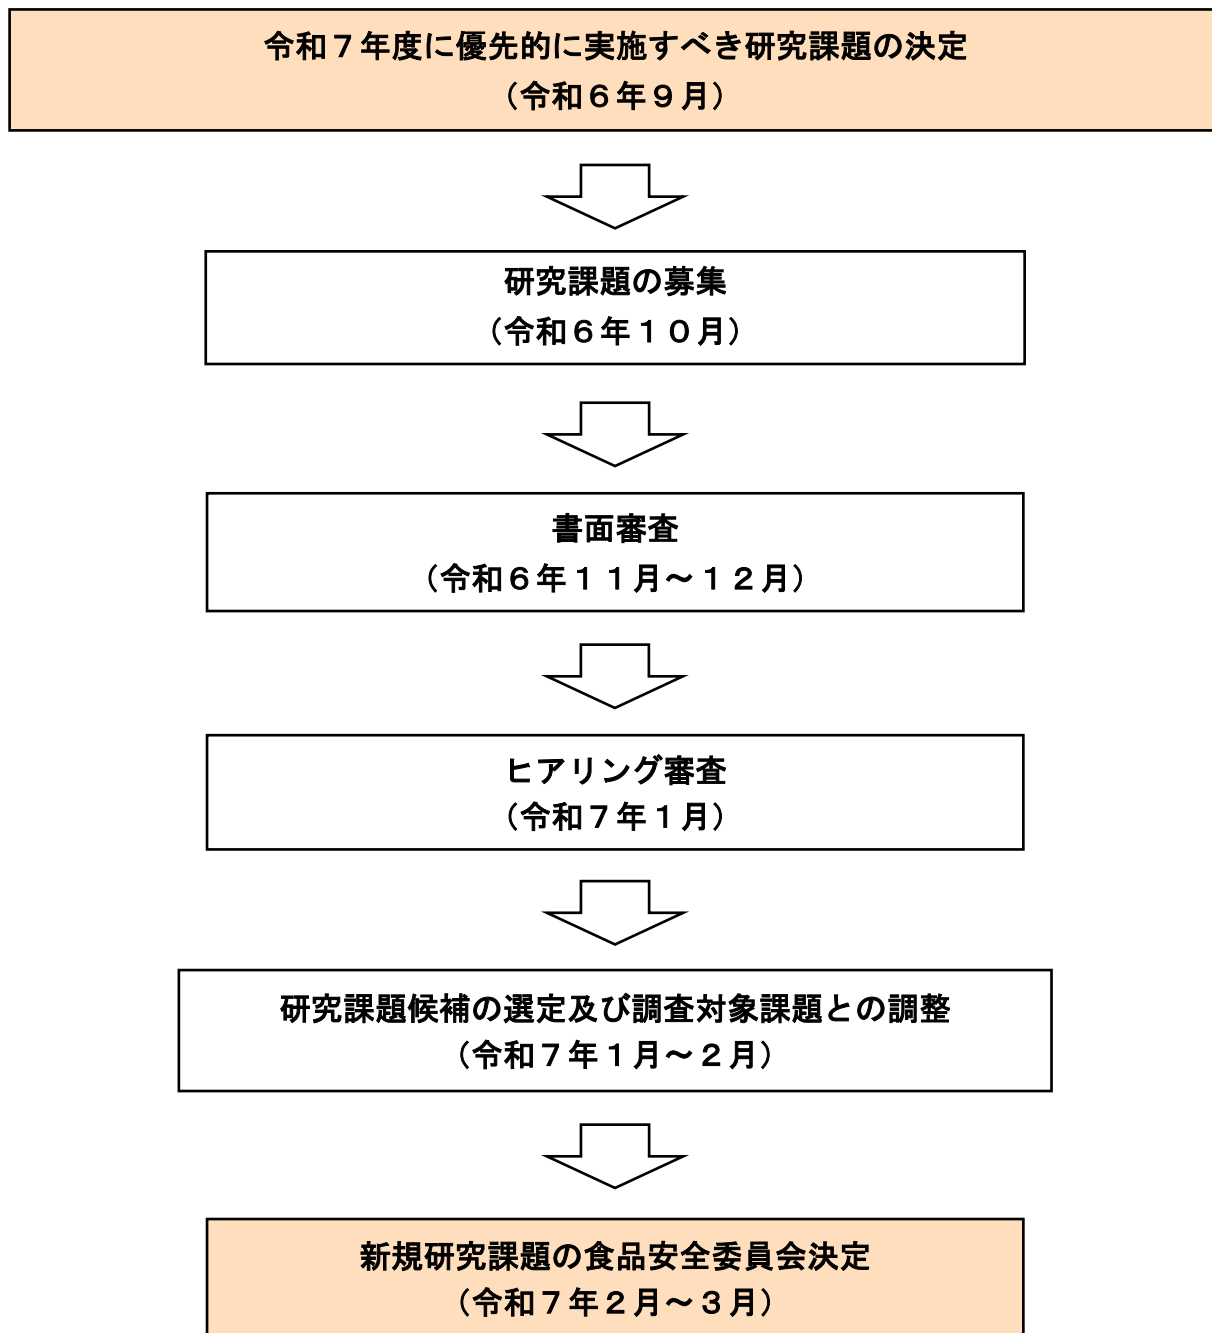 令和７年度に優先的に実施すべき研究課題の決定
（令和６年９月）
研究課題の募集
（令和６年１０月）
書面審査
（令和６年１１月～１２月）
ヒアリング審査
（令和７年１月）
研究課題候補の選定及び調査対象課題との調整
（令和７年１月～２月）
新規研究課題の食品安全委員会決定
（令和７年２月～３月）